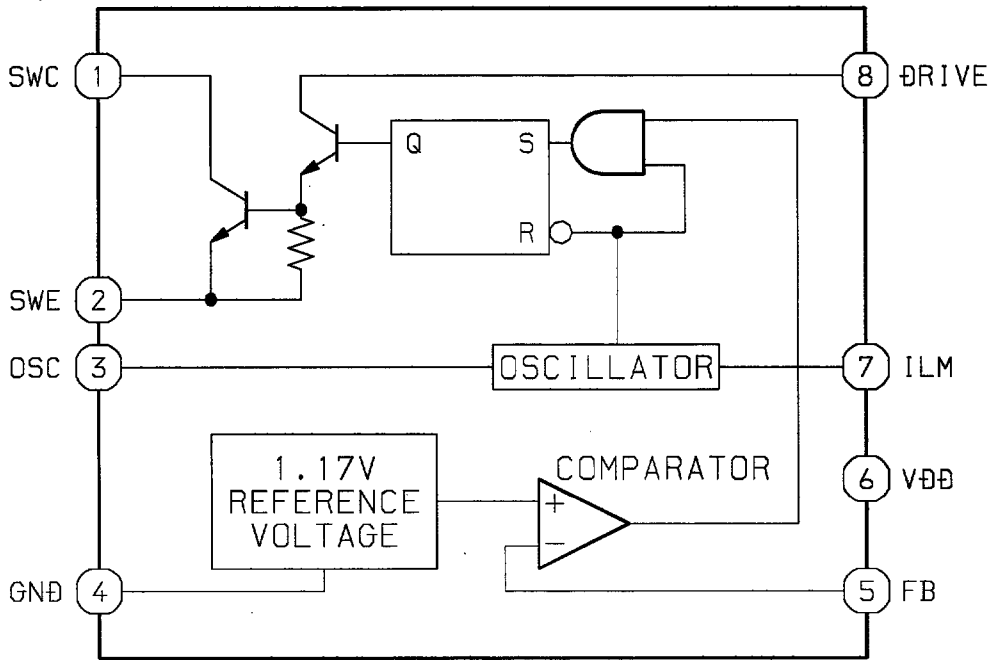 SWC 1
8 DRIVE
Q
S
R
SWE 2
OSC 3
OSCILLATOR
7 ILM
1.17V
REFERENCE
VOLTAGE
COMPARATOR
+
−
6 VDD
GND 4
5 FB